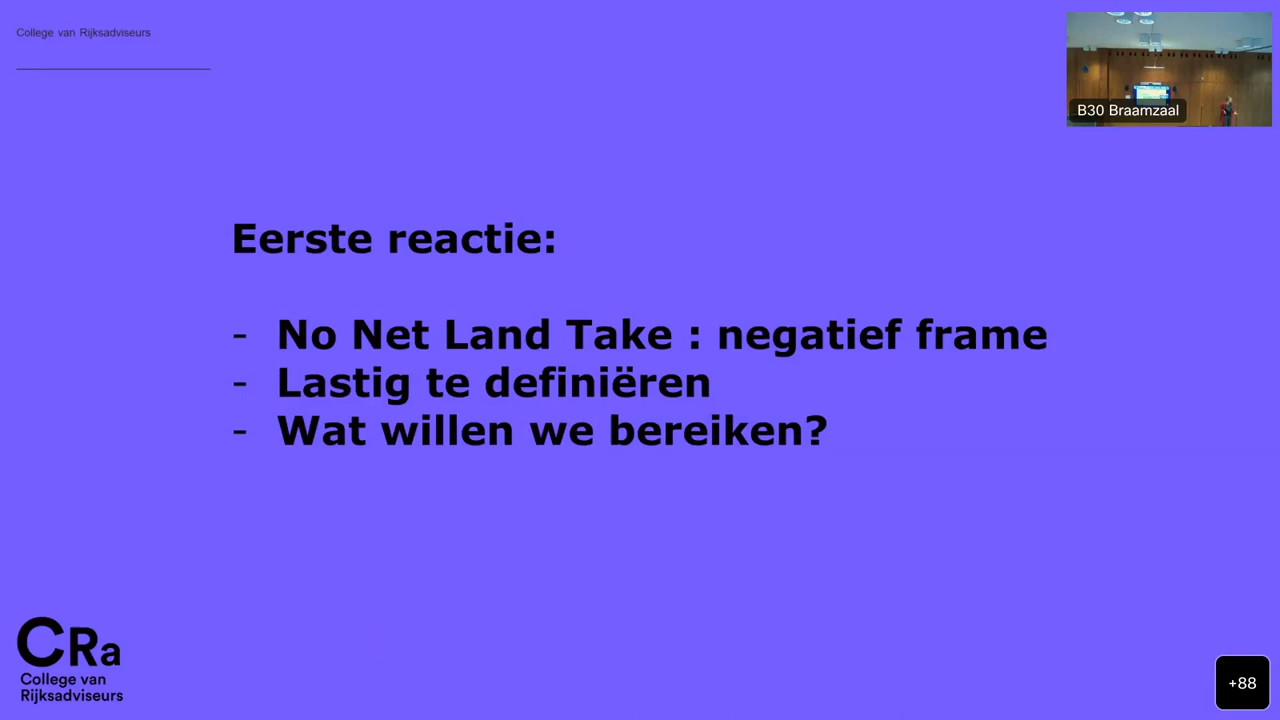 College van Rijksadviseurs
B30 Braamzaal
Eerste reactie:
- No Net Land Take : negatief frame
- Lastig te definiëren
- Wat willen we bereiken?
CRa
College van
Rijksadviseurs
+88